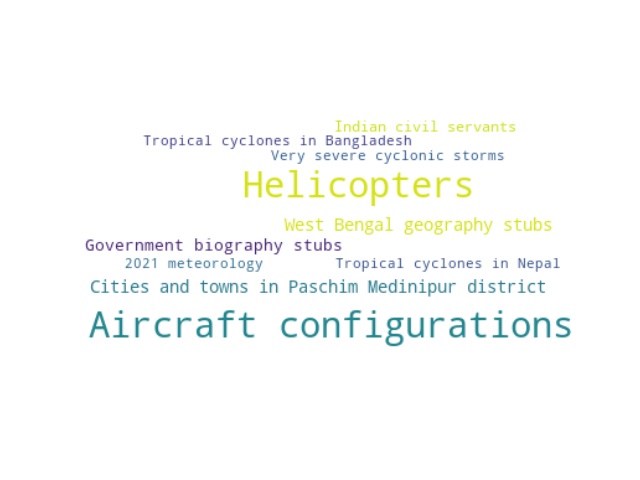 Indian civil servants
Tropical cyclones in Bangladesh
Very severe cyclonic storms
Helicopters
West Bengal geography stubs
Government biography stubs
2021 meteorology
Tropical cyclones in Nepal
Cities and towns in Paschim Medinipur district
Aircraft configurations